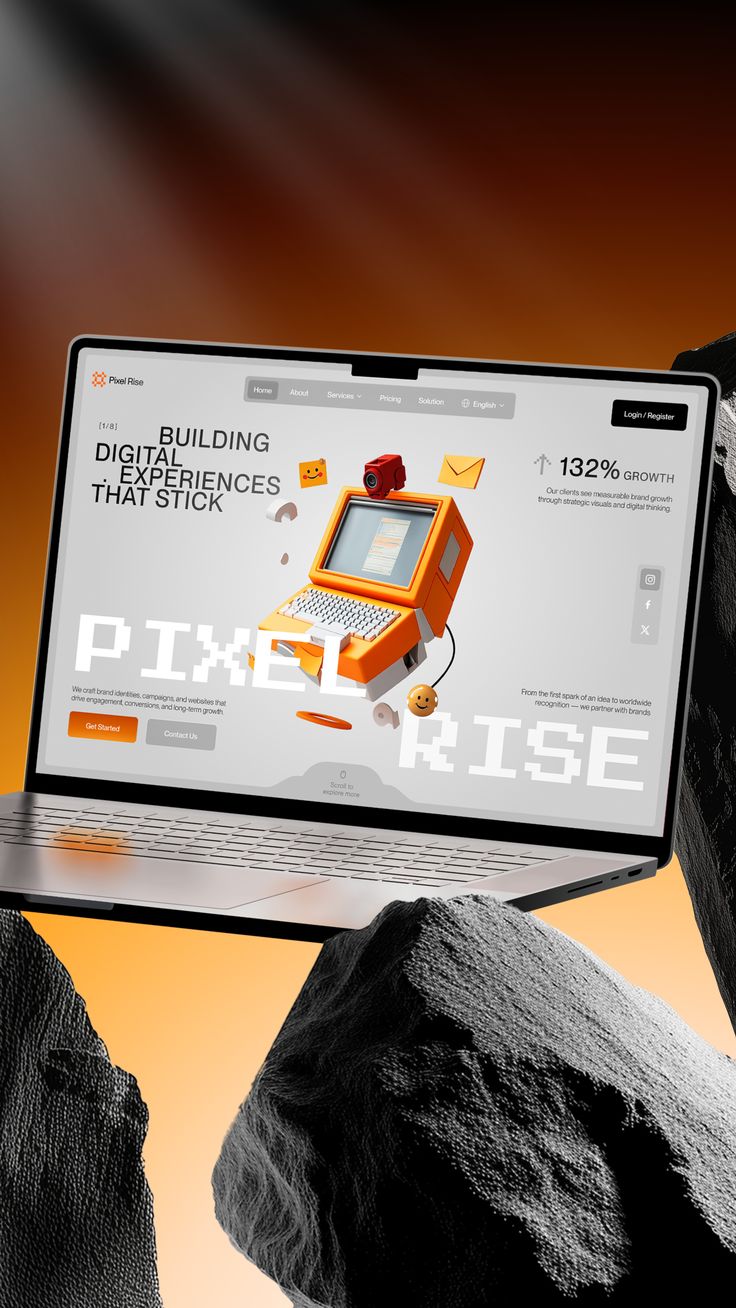 Pixel Rise
Home About Services Pricing Solution English
Login / Register
[1/8]
BUILDING
DIGITAL
. EXPERIENCES
THAT STICK
132% GROWTH
Our clients see measurable brand growth
through strategic visuals and digital thinking.
PIXEL
We craft brand identities, campaigns, and websites that
drive engagement, conversions, and long-term growth.
Get Started
Contact Us
From the first spark of an idea to worldwide
recognition — we partner with brands
RISE
Scroll to
explore more